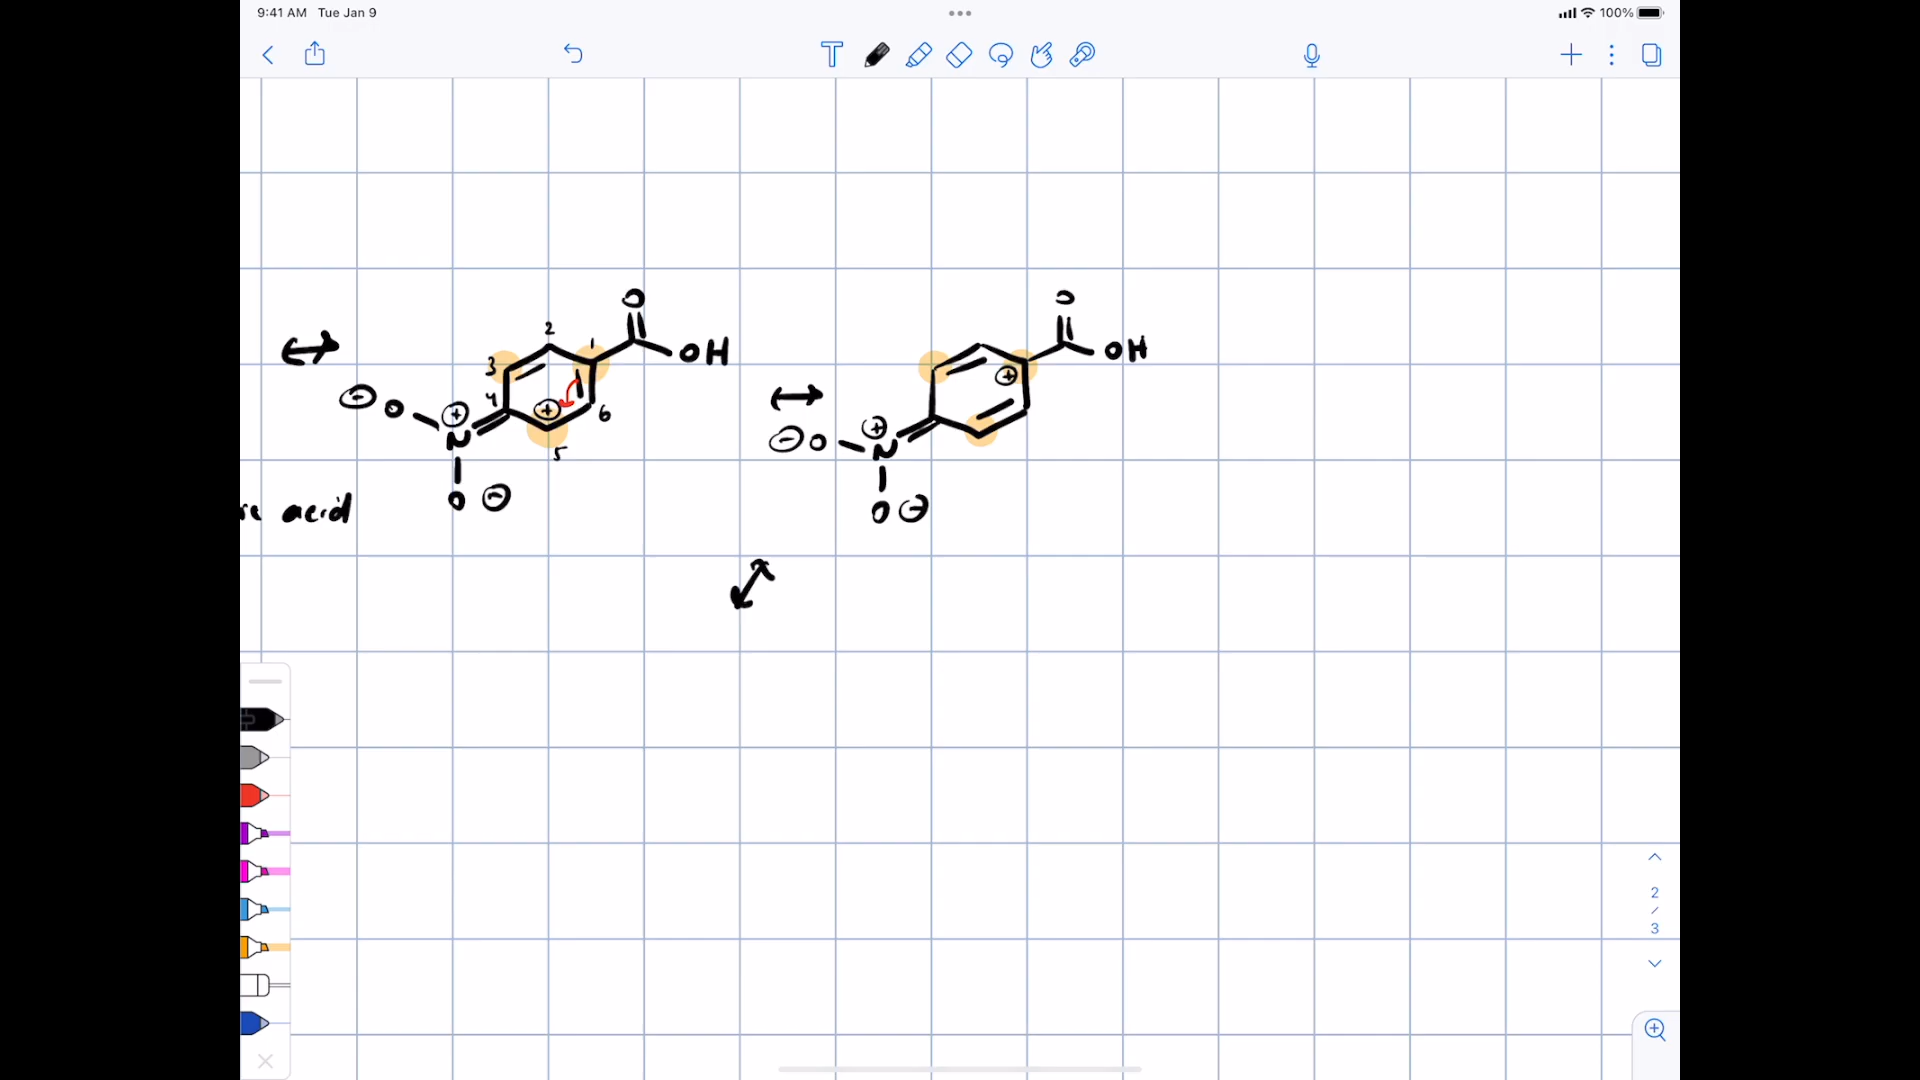 9:41 AM Tue Jan 9
100%
O
2
1
3
OH
4
+
+
6
- O
N
5
O -
acid
O
OH
+
+
- O
N
O -
2
/
3